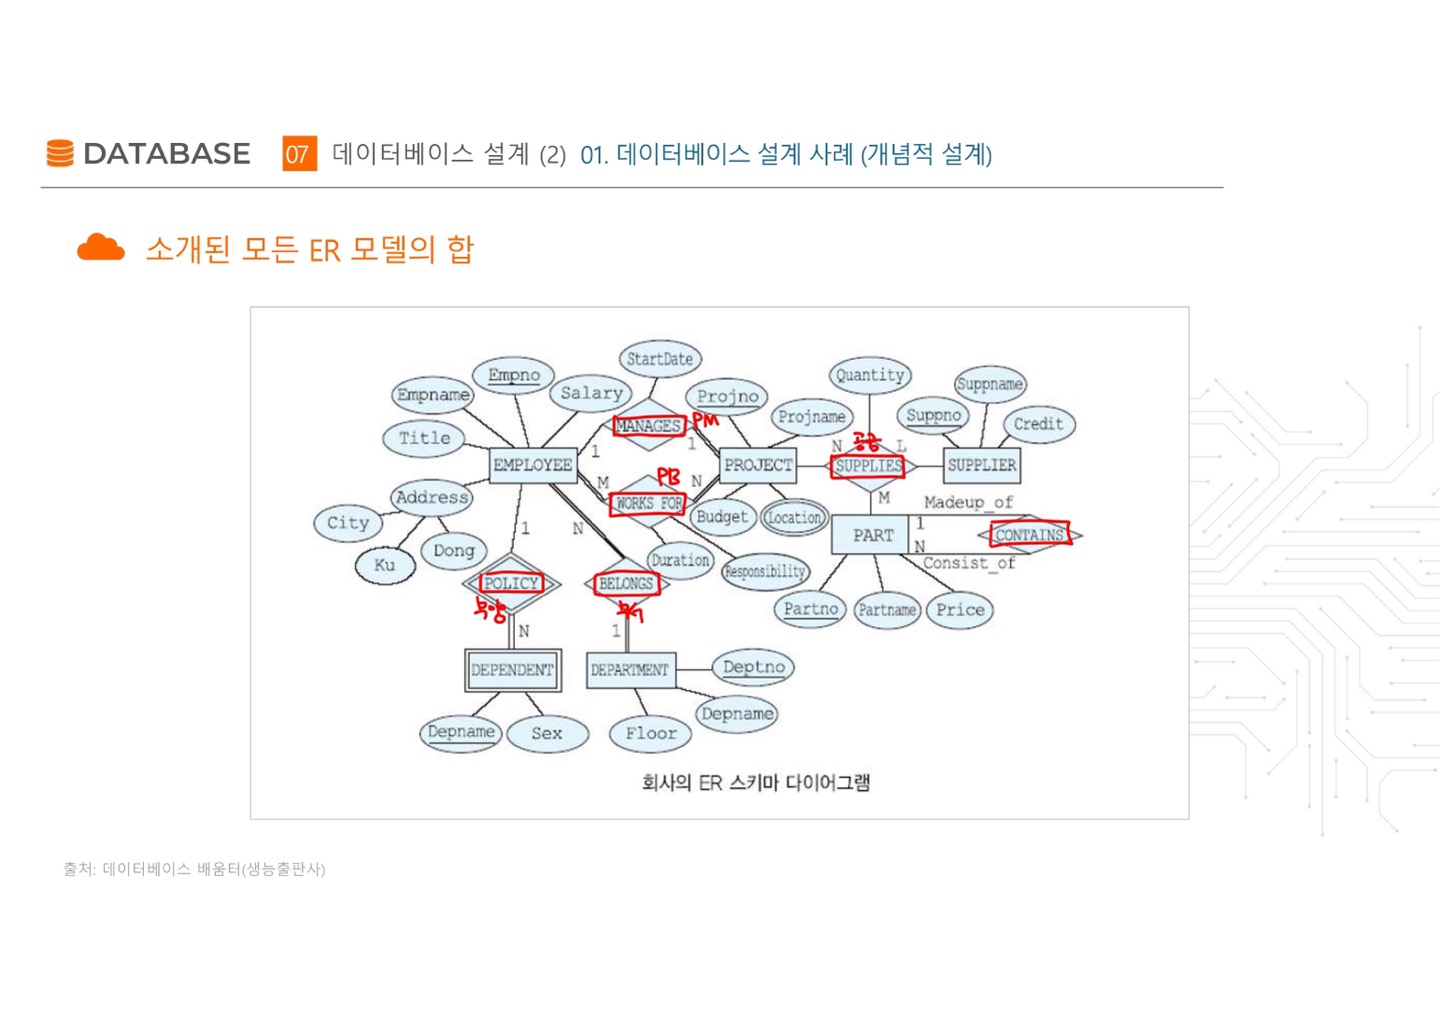 DATABASE 07 데이터베이스 설계 (2) 01. 데이터베이스 설계 사례 (개념적 설계)
소개된 모든 ER 모델의 합
StartDate
Empno
Quantity
Suppname
Empname
Salary
Projno
Projname
Suppno
Credit
Title
MANAGES
PM
1
1
공급
N
L
EMPLOYEE
PROJECT
SUPPLIES
SUPPLIER
M
N
WORKS FOR
M
Address
Budget
Location
Madeup_of
City
1
N
PART
1
N
CONTAINS
Consist_of
Ku
Dong
Duration
Responsibility
POLICY
BELONGS
부양
Partno
Partname
Price
N
1
DEPENDENT
DEPARTMENT
Deptno
Depname
Depname
Sex
Floor
회사의 ER 스키마 다이어그램
출처: 데이터베이스 배움터(생능출판사)